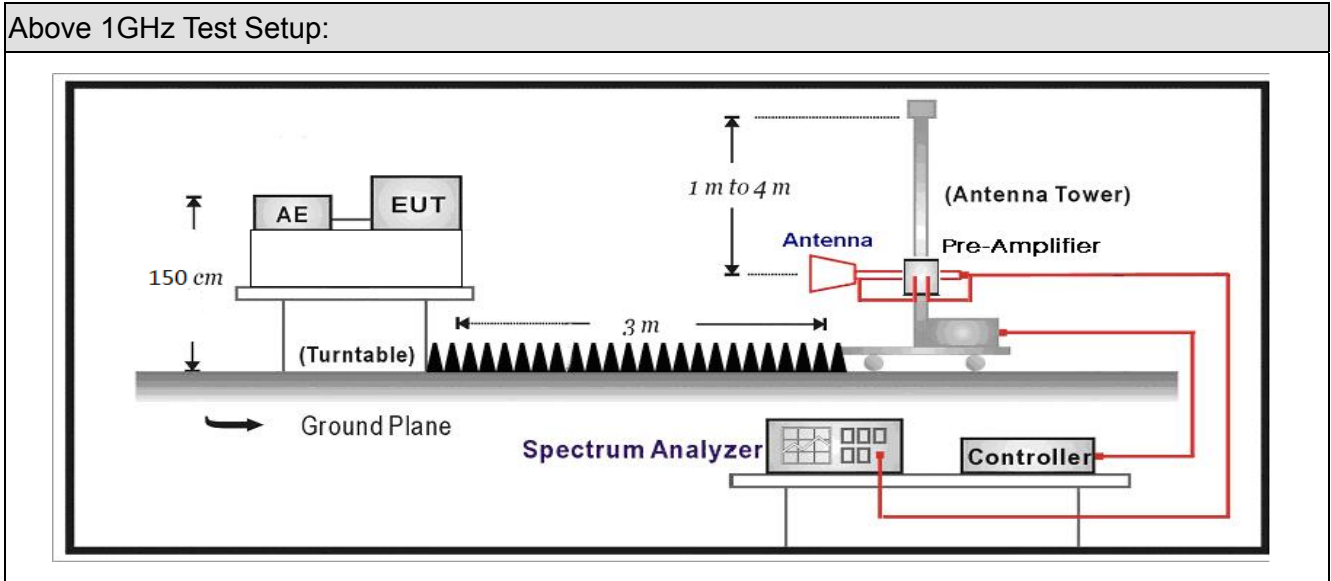 Above 1GHz Test Setup:
1 m to 4 m
(Antenna Tower)
AE
EUT
Antenna
Pre-Amplifier
150 cm
3 m
(Turntable)
Ground Plane
Spectrum Analyzer
Controller